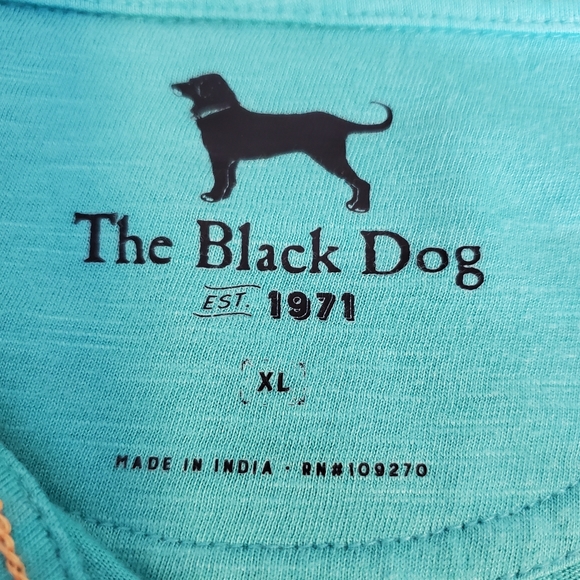 The Black Dog
EST. 1971
XL
MADE IN INDIA · RN#109270